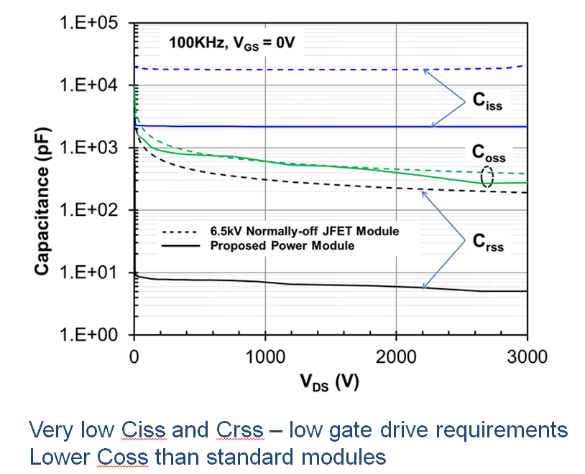 1.E+05
1.E+04
1.E+03
1.E+02
1.E+01
1.E+00
Capacitance (pF)
100KHz, VGS = 0V
Ciss
Coss
Crss
6.5kV Normally-off JFET Module
Proposed Power Module
0 1000 2000 3000
VDS (V)
Very low Ciss and Crss – low gate drive requirements
Lower Coss than standard modules